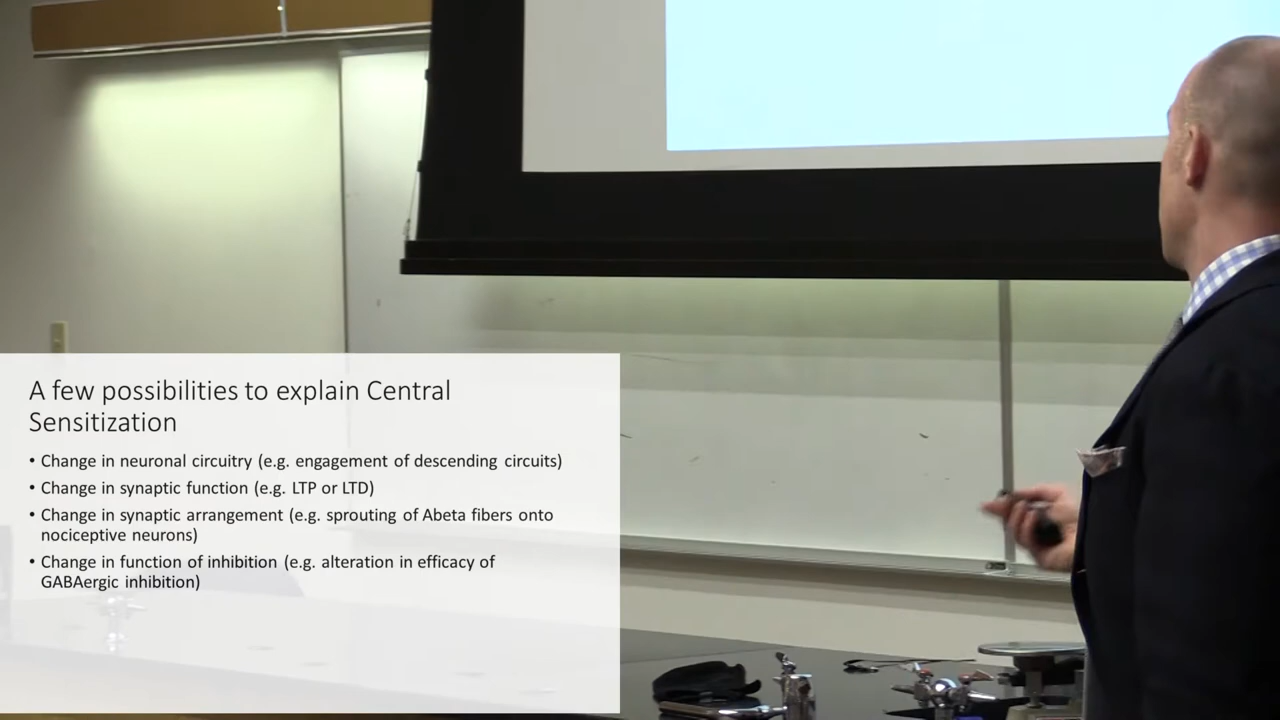 A few possibilities to explain Central
Sensitization
• Change in neuronal circuitry (e.g. engagement of descending circuits)
• Change in synaptic function (e.g. LTP or LTD)
• Change in synaptic arrangement (e.g. sprouting of Abeta fibers onto
nociceptive neurons)
• Change in function of inhibition (e.g. alteration in efficacy of
GABAergic inhibition)